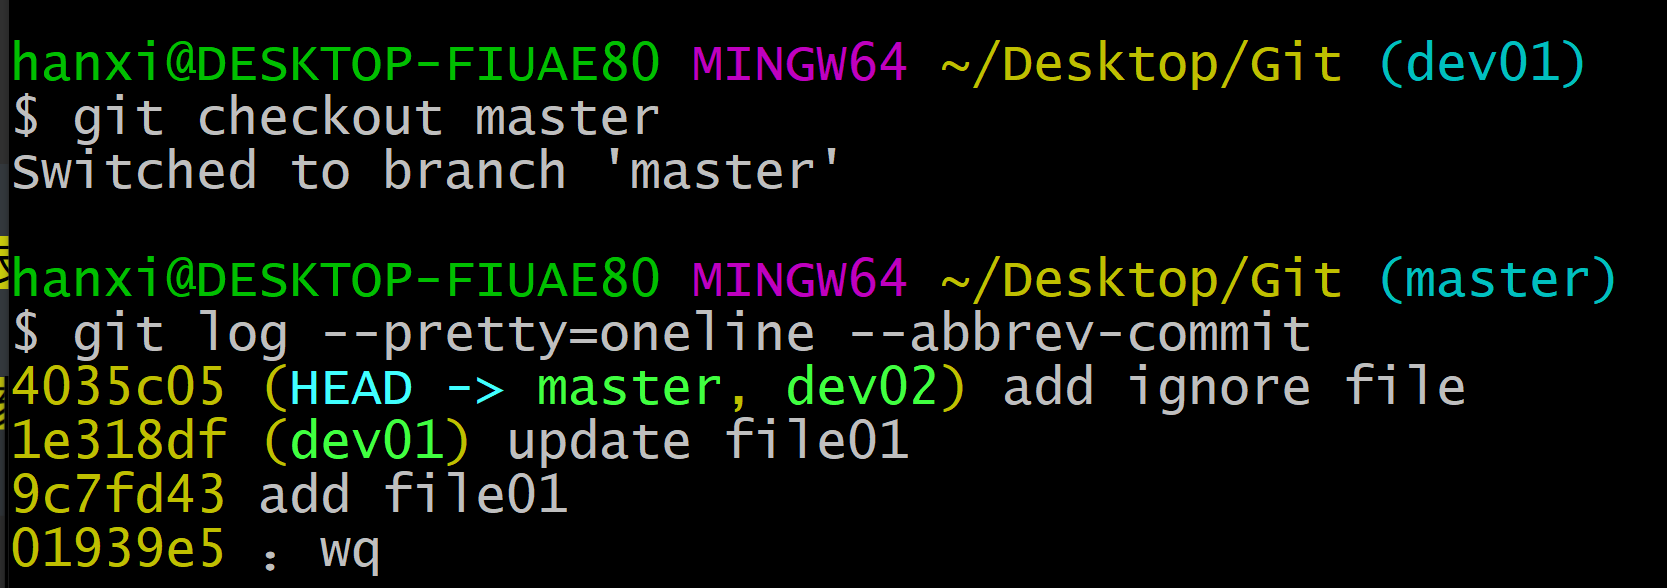 hanxi@DESKTOP-FIUAE80 MINGW64 ~/Desktop/Git (dev01)
$ git checkout master
Switched to branch 'master'
hanxi@DESKTOP-FIUAE80 MINGW64 ~/Desktop/Git (master)
$ git log --pretty=oneline --abbrev-commit
4035c05 (HEAD -> master, dev02) add ignore file
1e318df (dev01) update file01
9c7fd43 add file01
01939e5 ：wq